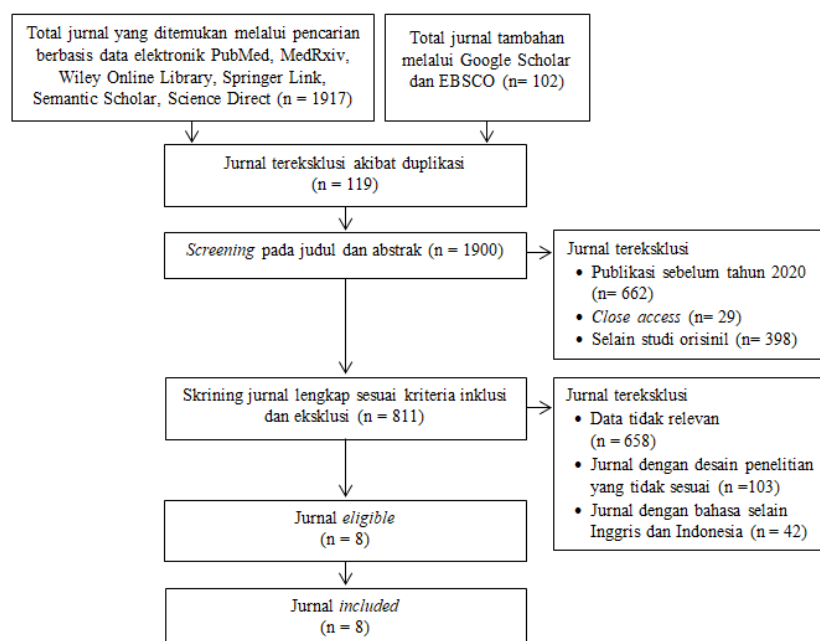 Total jurnal yang ditemukan melalui pencarian
berbasis data elektronik PubMed, MedRxiv,
Wiley Online Library, Springer Link,
Semantic Scholar, Science Direct (n = 1917)
Total jurnal tambahan
melalui Google Scholar
dan EBSCO (n= 102)
Jurnal tereksklusi akibat duplikasi
(n = 119)
Screening pada judul dan abstrak (n = 1900)
Jurnal tereksklusi
• Publikasi sebelum tahun 2020
(n= 662)
• Close access (n= 29)
• Selain studi orisinil (n= 398)
Skrining jurnal lengkap sesuai kriteria inklusi
dan eksklusi (n = 811)
Jurnal tereksklusi
• Data tidak relevan
(n = 658)
• Jurnal dengan desain penelitian
yang tidak sesuai (n =103)
• Jurnal dengan bahasa selain
Inggris dan Indonesia (n = 42)
Jurnal eligible
(n = 8)
Jurnal included
(n = 8)